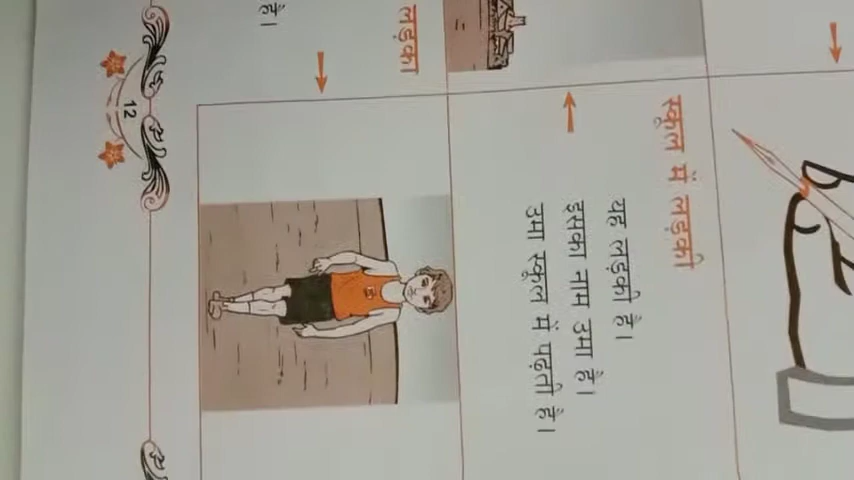 स्कूल में लड़की
यह लड़की है।
इसका नाम उमा है।
उमा स्कूल में पढ़ती है।
लड़का
है।
12